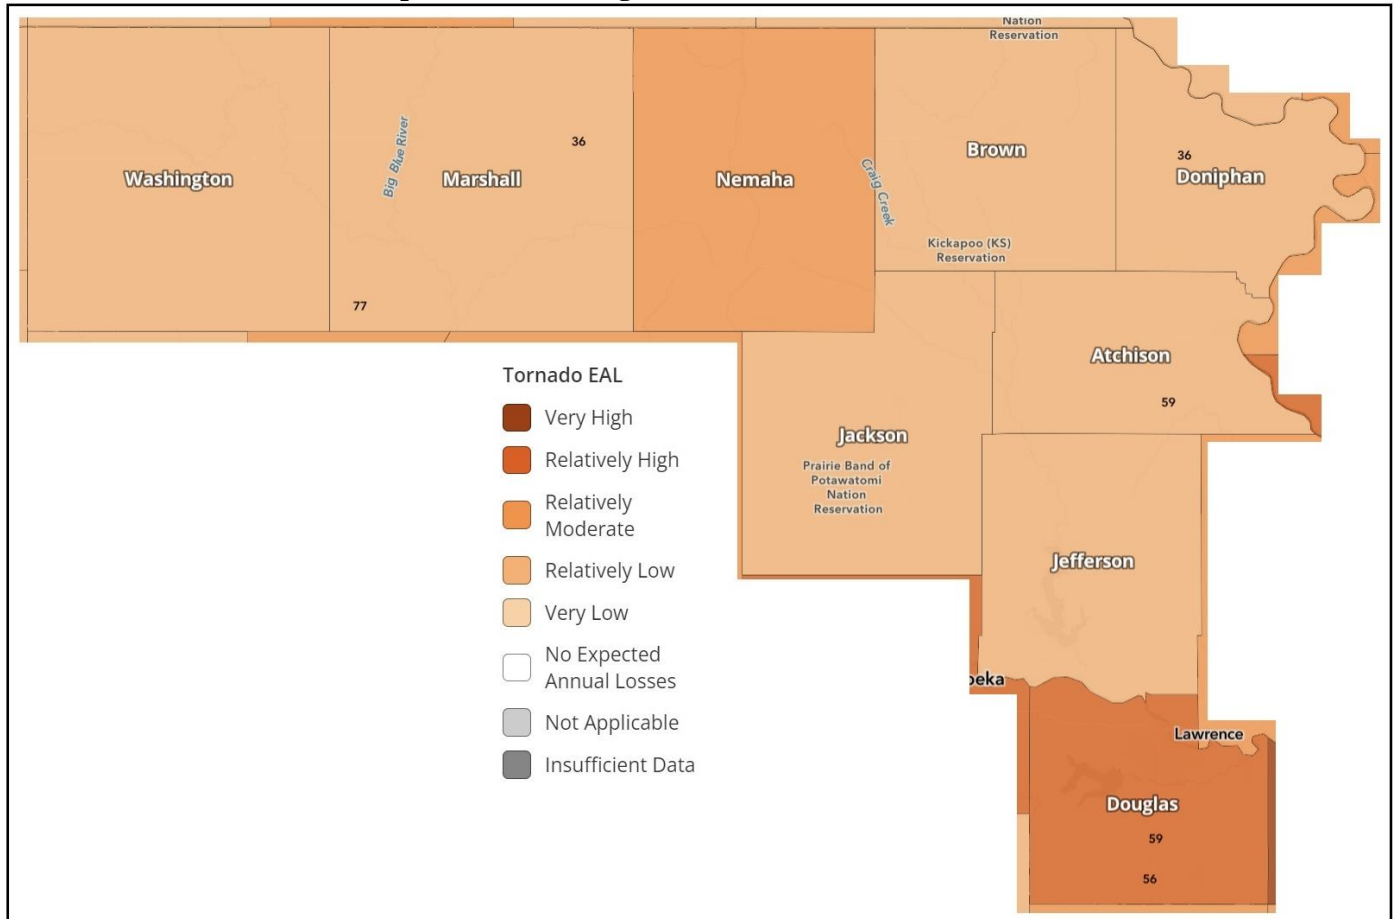 Nation
Reservation
Washington
Big Blue River
Marshall
36
77
Nemaha
Craig Creek
Brown
Kickapoo (KS)
Reservation
36
Doniphan
Atchison
59
Jackson
Prairie Band of
Potawatomi
Nation
Reservation
Jefferson
peka
Lawrence
Douglas
59
56
Tornado EAL
Very High
Relatively High
Relatively
Moderate
Relatively Low
Very Low
No Expected
Annual Losses
Not Applicable
Insufficient Data